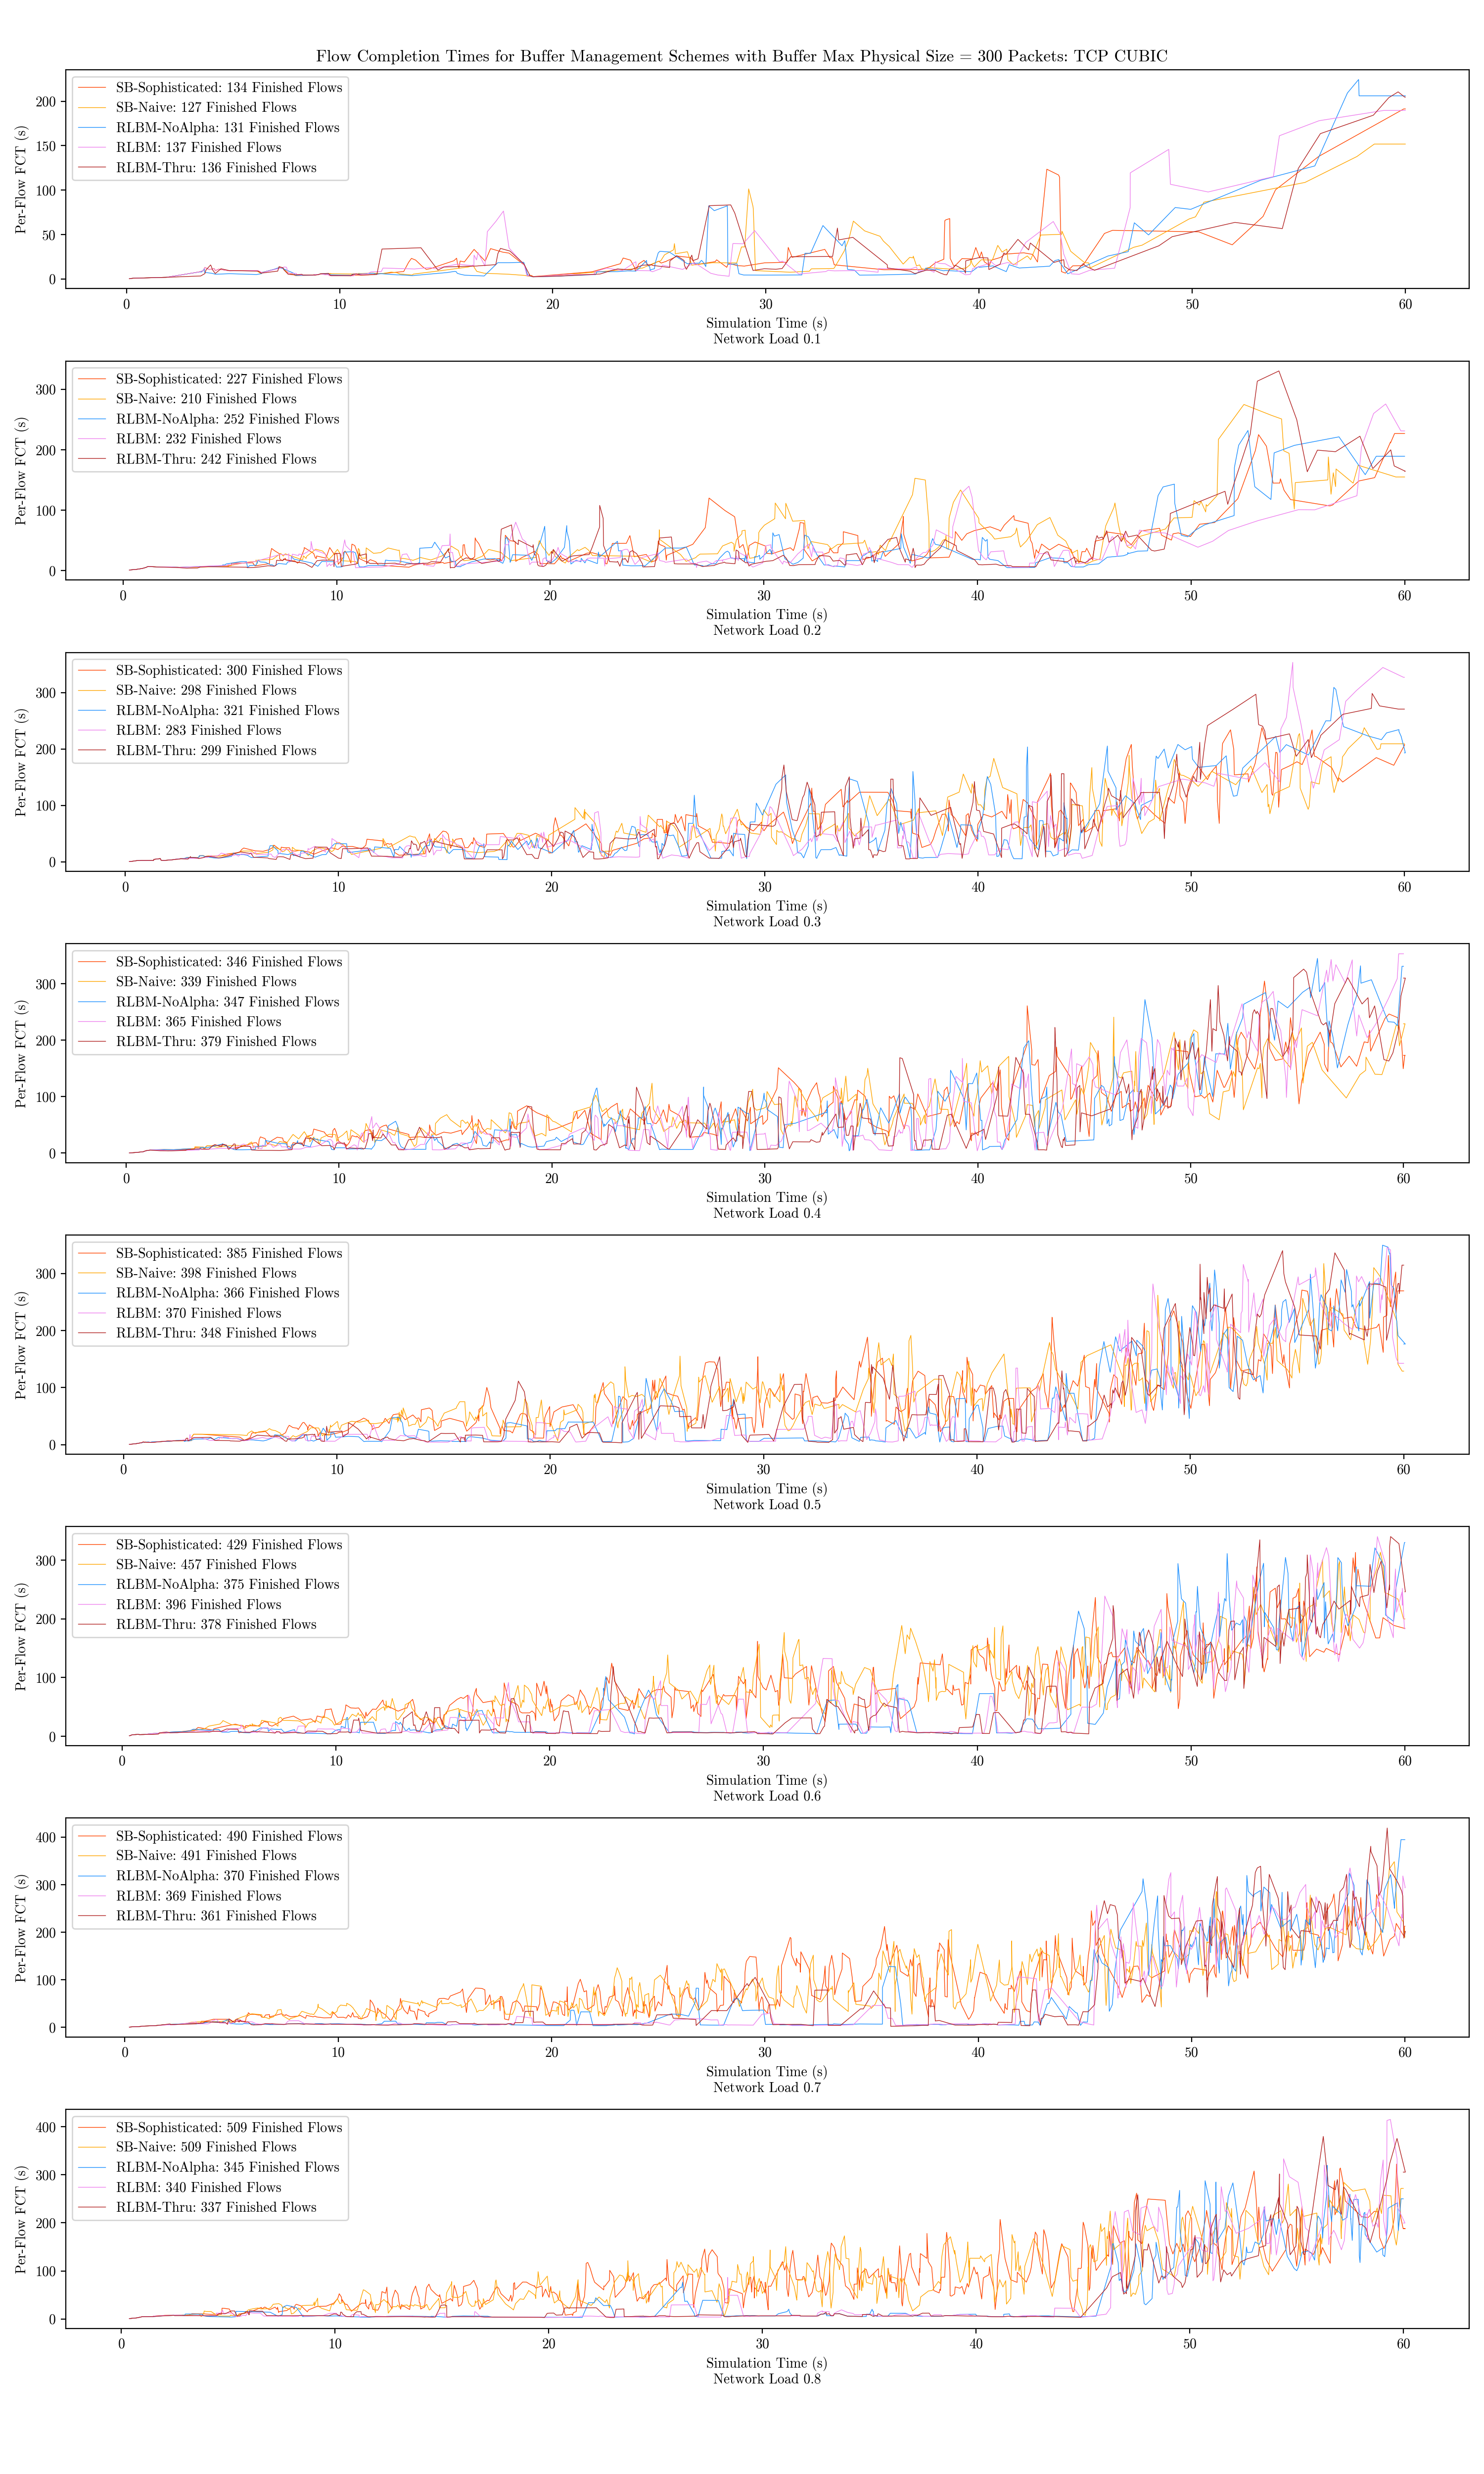 Flow Completion Times for Buffer Management Schemes with Buffer Max Physical Size = 300 Packets: TCP CUBIC
SB-Sophisticated: 134 Finished Flows
SB-Naive: 127 Finished Flows
RLBM-NoAlpha: 131 Finished Flows
RLBM: 137 Finished Flows
RLBM-Thru: 136 Finished Flows
Per-Flow FCT (s)
200
150
100
50
0
0 10 20 30 40 50 60
Simulation Time (s)
Network Load 0.1
SB-Sophisticated: 227 Finished Flows
SB-Naive: 210 Finished Flows
RLBM-NoAlpha: 252 Finished Flows
RLBM: 232 Finished Flows
RLBM-Thru: 242 Finished Flows
Per-Flow FCT (s)
300
200
100
0
0 10 20 30 40 50 60
Simulation Time (s)
Network Load 0.2
SB-Sophisticated: 300 Finished Flows
SB-Naive: 298 Finished Flows
RLBM-NoAlpha: 321 Finished Flows
RLBM: 283 Finished Flows
RLBM-Thru: 299 Finished Flows
Per-Flow FCT (s)
300
200
100
0
0 10 20 30 40 50 60
Simulation Time (s)
Network Load 0.3
SB-Sophisticated: 346 Finished Flows
SB-Naive: 339 Finished Flows
RLBM-NoAlpha: 347 Finished Flows
RLBM: 365 Finished Flows
RLBM-Thru: 379 Finished Flows
Per-Flow FCT (s)
300
200
100
0
0 10 20 30 40 50 60
Simulation Time (s)
Network Load 0.4
SB-Sophisticated: 385 Finished Flows
SB-Naive: 398 Finished Flows
RLBM-NoAlpha: 366 Finished Flows
RLBM: 370 Finished Flows
RLBM-Thru: 348 Finished Flows
Per-Flow FCT (s)
300
200
100
0
0 10 20 30 40 50 60
Simulation Time (s)
Network Load 0.5
SB-Sophisticated: 429 Finished Flows
SB-Naive: 457 Finished Flows
RLBM-NoAlpha: 375 Finished Flows
RLBM: 396 Finished Flows
RLBM-Thru: 378 Finished Flows
Per-Flow FCT (s)
300
200
100
0
0 10 20 30 40 50 60
Simulation Time (s)
Network Load 0.6
SB-Sophisticated: 490 Finished Flows
SB-Naive: 491 Finished Flows
RLBM-NoAlpha: 370 Finished Flows
RLBM: 369 Finished Flows
RLBM-Thru: 361 Finished Flows
Per-Flow FCT (s)
400
300
200
100
0
0 10 20 30 40 50 60
Simulation Time (s)
Network Load 0.7
SB-Sophisticated: 509 Finished Flows
SB-Naive: 509 Finished Flows
RLBM-NoAlpha: 345 Finished Flows
RLBM: 340 Finished Flows
RLBM-Thru: 337 Finished Flows
Per-Flow FCT (s)
400
300
200
100
0
0 10 20 30 40 50 60
Simulation Time (s)
Network Load 0.8